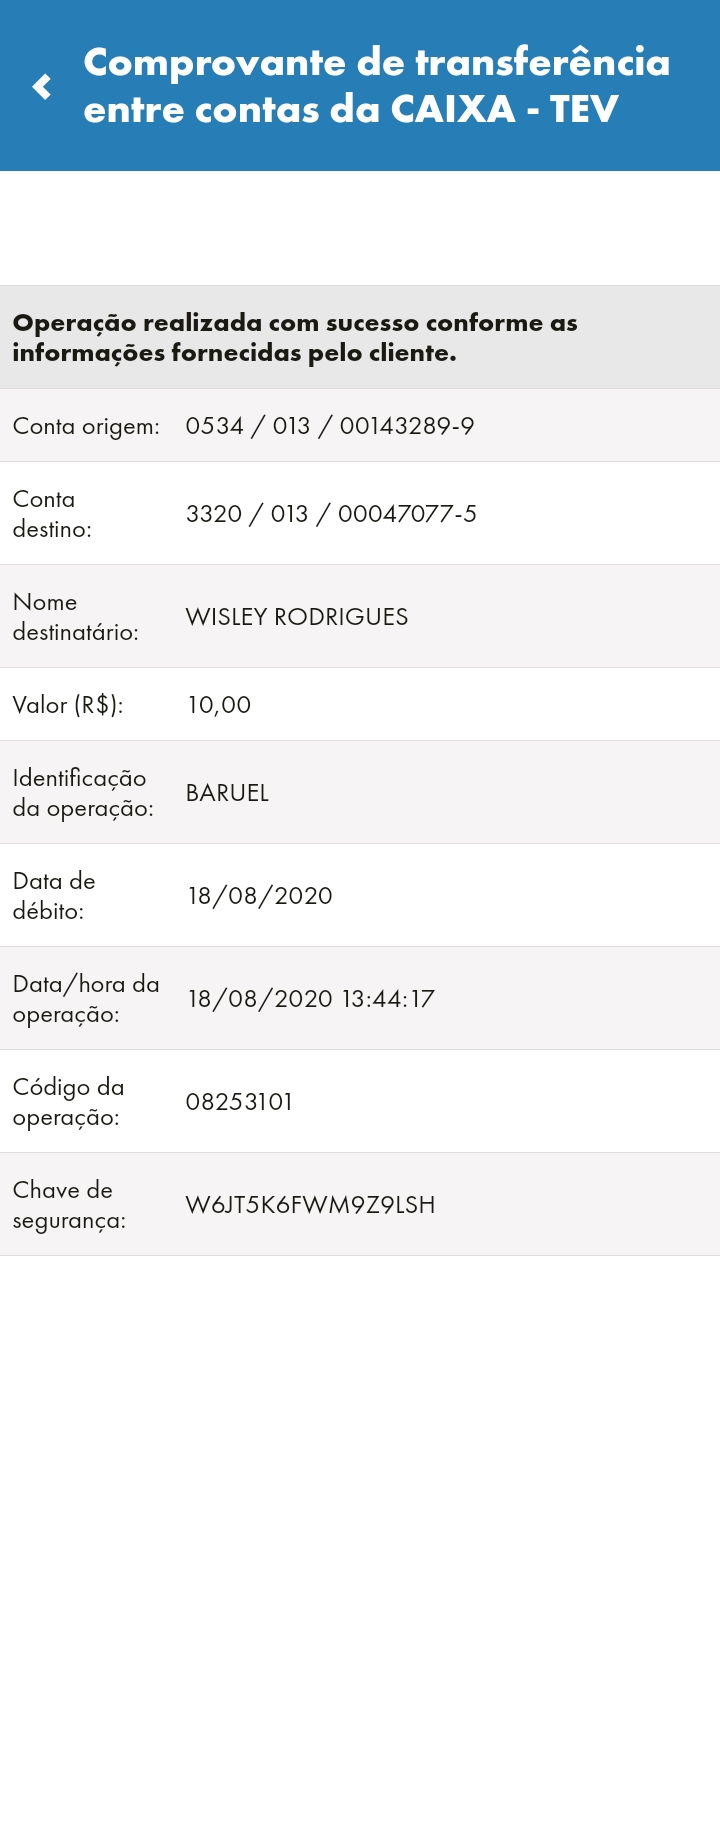 Comprovante de transferência
entre contas da CAIXA - TEV
Operação realizada com sucesso conforme as
informações fornecidas pelo cliente.
Conta origem: 0534 / 013 / 00143289-9
Conta
destino: 3320 / 013 / 00047077-5
Nome
destinatário: WISLEY RODRIGUES
Valor (R$): 10,00
Identificação
da operação: BARUEL
Data de
débito: 18/08/2020
Data/hora da
operação: 18/08/2020 13:44:17
Código da
operação: 08253101
Chave de
segurança: W6JT5K6FWM9Z9LSH